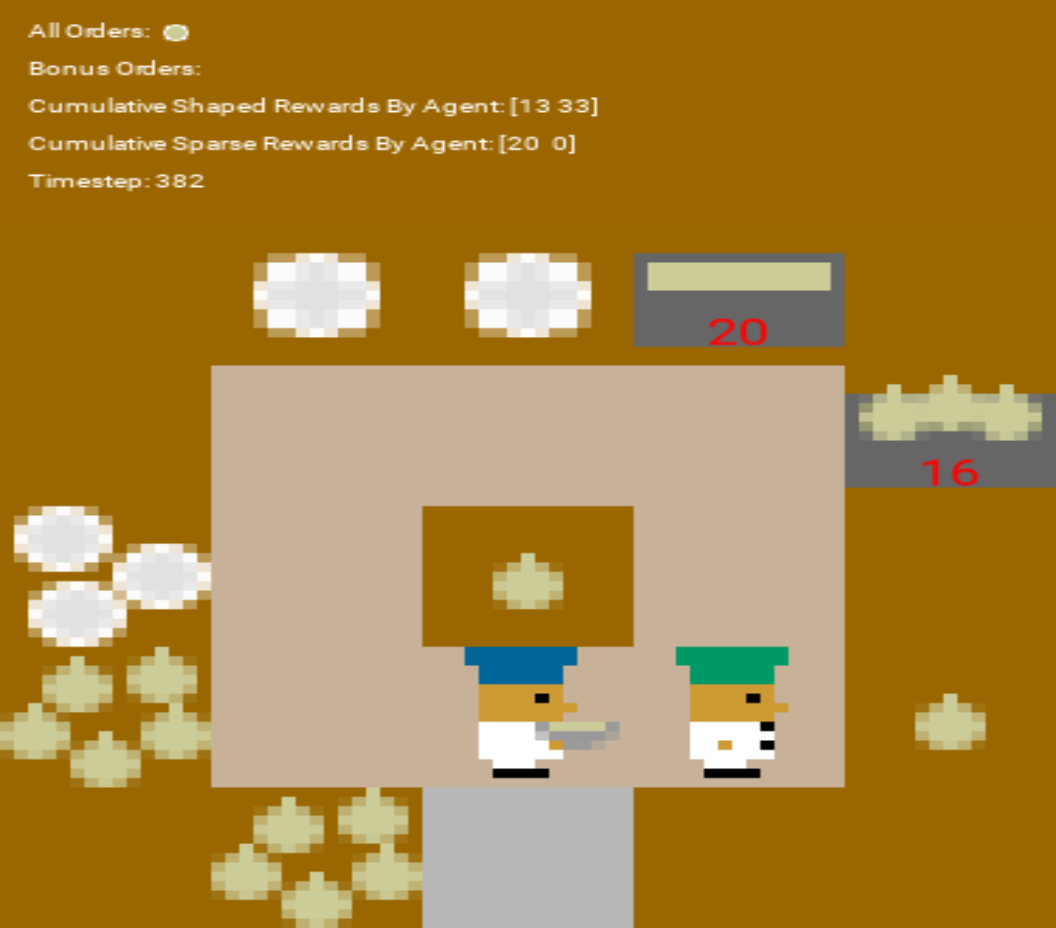 All Orders:
Bonus Orders:
Cumulative Shaped Rewards By Agent: [13 33]
Cumulative Sparse Rewards By Agent: [20  0]
Timestep: 382
20
16